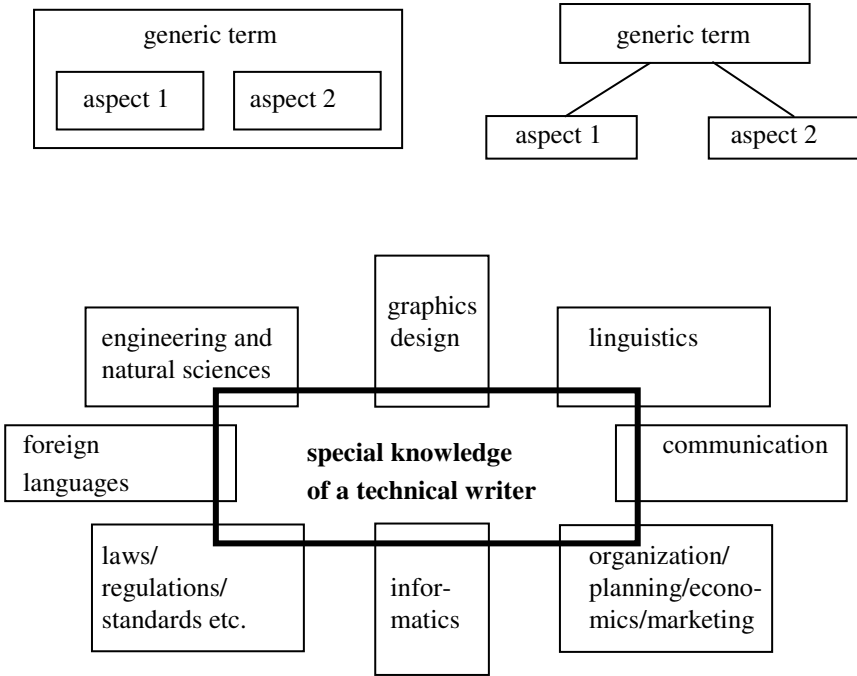 generic term
aspect 1
aspect 2
generic term
aspect 1
aspect 2
engineering and
natural sciences
graphics
design
linguistics
foreign
languages
special knowledge
of a technical writer
communication
laws/
regulations/
standards etc.
infor-
matics
organization/
planning/econo-
mics/marketing